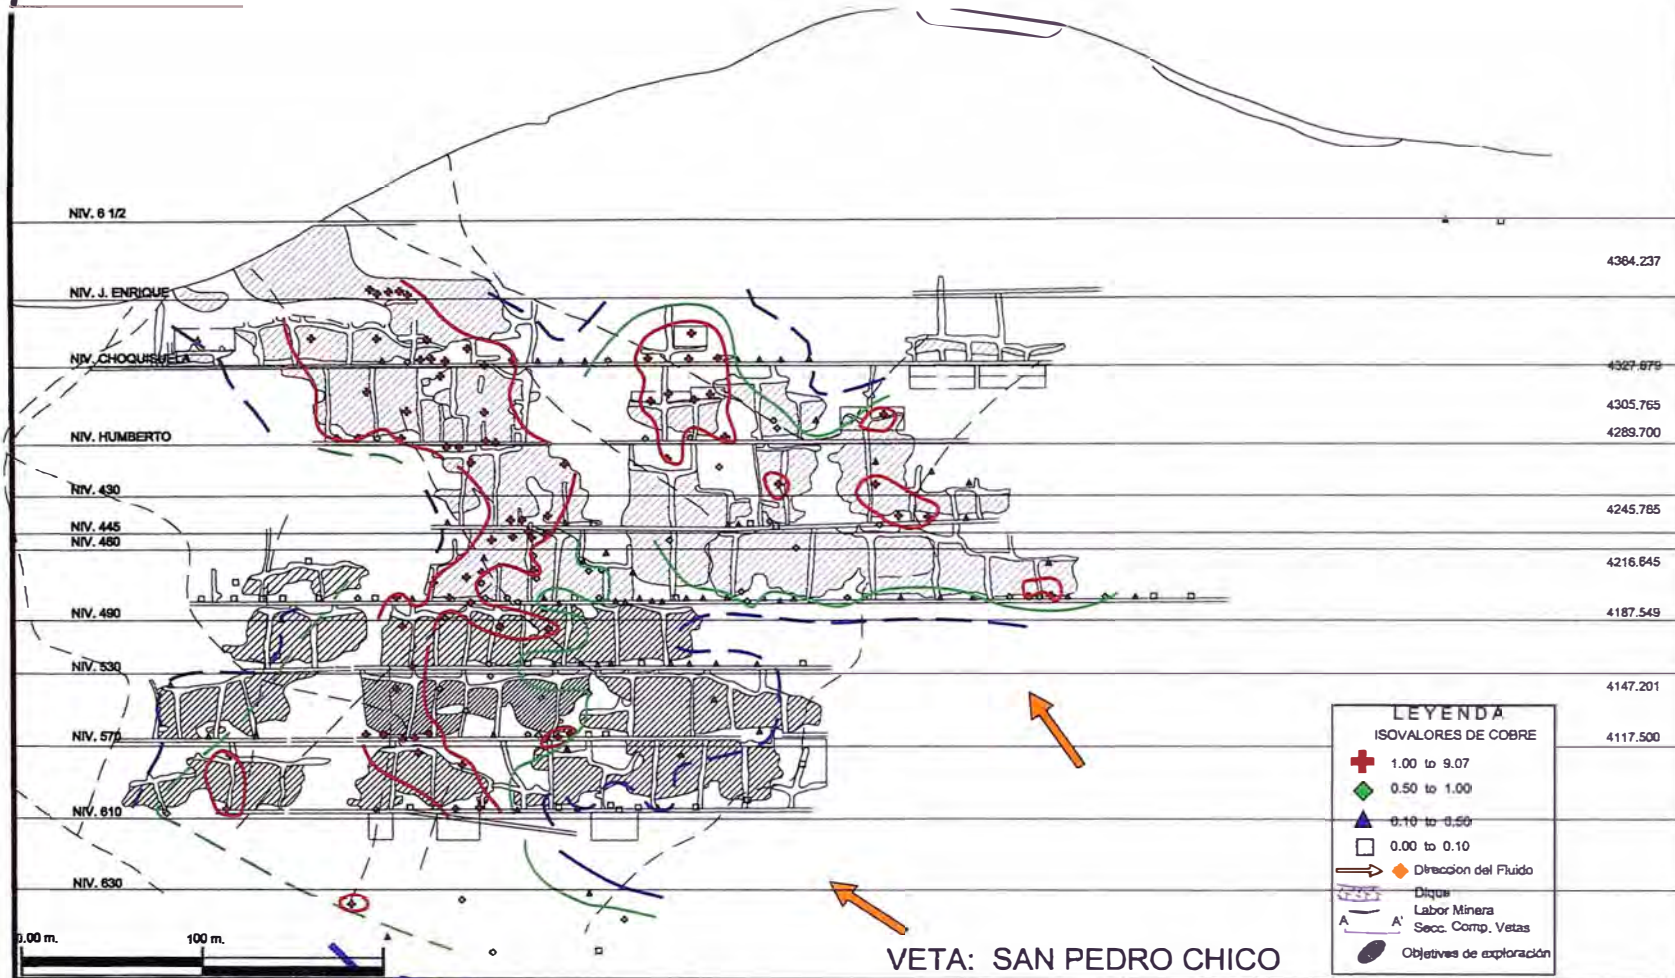 NIV. 6 1/2
4384.237
NIV. J. ENRIQUE
NIV. CHOQUISUELA
4327.879
4305.765
NIV. HUMBERTO
4289.700
NIV. 430
4245.765
NIV. 445
NIV. 460
4216.645
NIV. 490
4187.549
NIV. 530
4147.201
NIV. 570
4117.500
NIV. 610
NIV. 630
0.00 m.
100 m.
VETA: SAN PEDRO CHICO
LEYENDA
ISOVALORES DE COBRE
1.00 to 9.07
0.50 to 1.00
0.10 to 0.50
0.00 to 0.10
Direccion del Fluido
Dique
Labor Minera
A A' Secc. Comp. Vetas
Objetivos de exploración